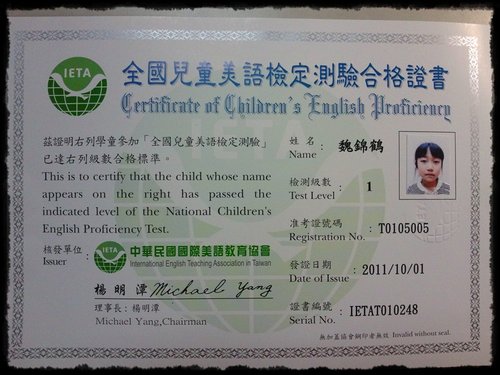 IETA
全國兒童美語檢定測驗合格證書
Certificate of Children's English Proficiency
茲證明右列學童參加「全國兒童美語檢定測驗」
已達右列級數合格標準。
This is to certify that the child whose name
appears on the right has passed the
indicated level of the National Children's
English Proficiency Test.
核發單位:
Issuer
IETA
中華民國國際美語教育協會
International English Teaching Association in Taiwan
楊明潭 Michael Yang
理事長: 楊明潭
Michael Yang,Chairman
姓名:
Name
魏錦鶴
檢測級數:
Test Level
1
准考證號碼:
Registration No.
T0105005
發證日期:
Date of Issue
2011/10/01
證書編號:
Serial No.
IETAT010248
無加蓋協會鋼印者無效 Invalid without seal.